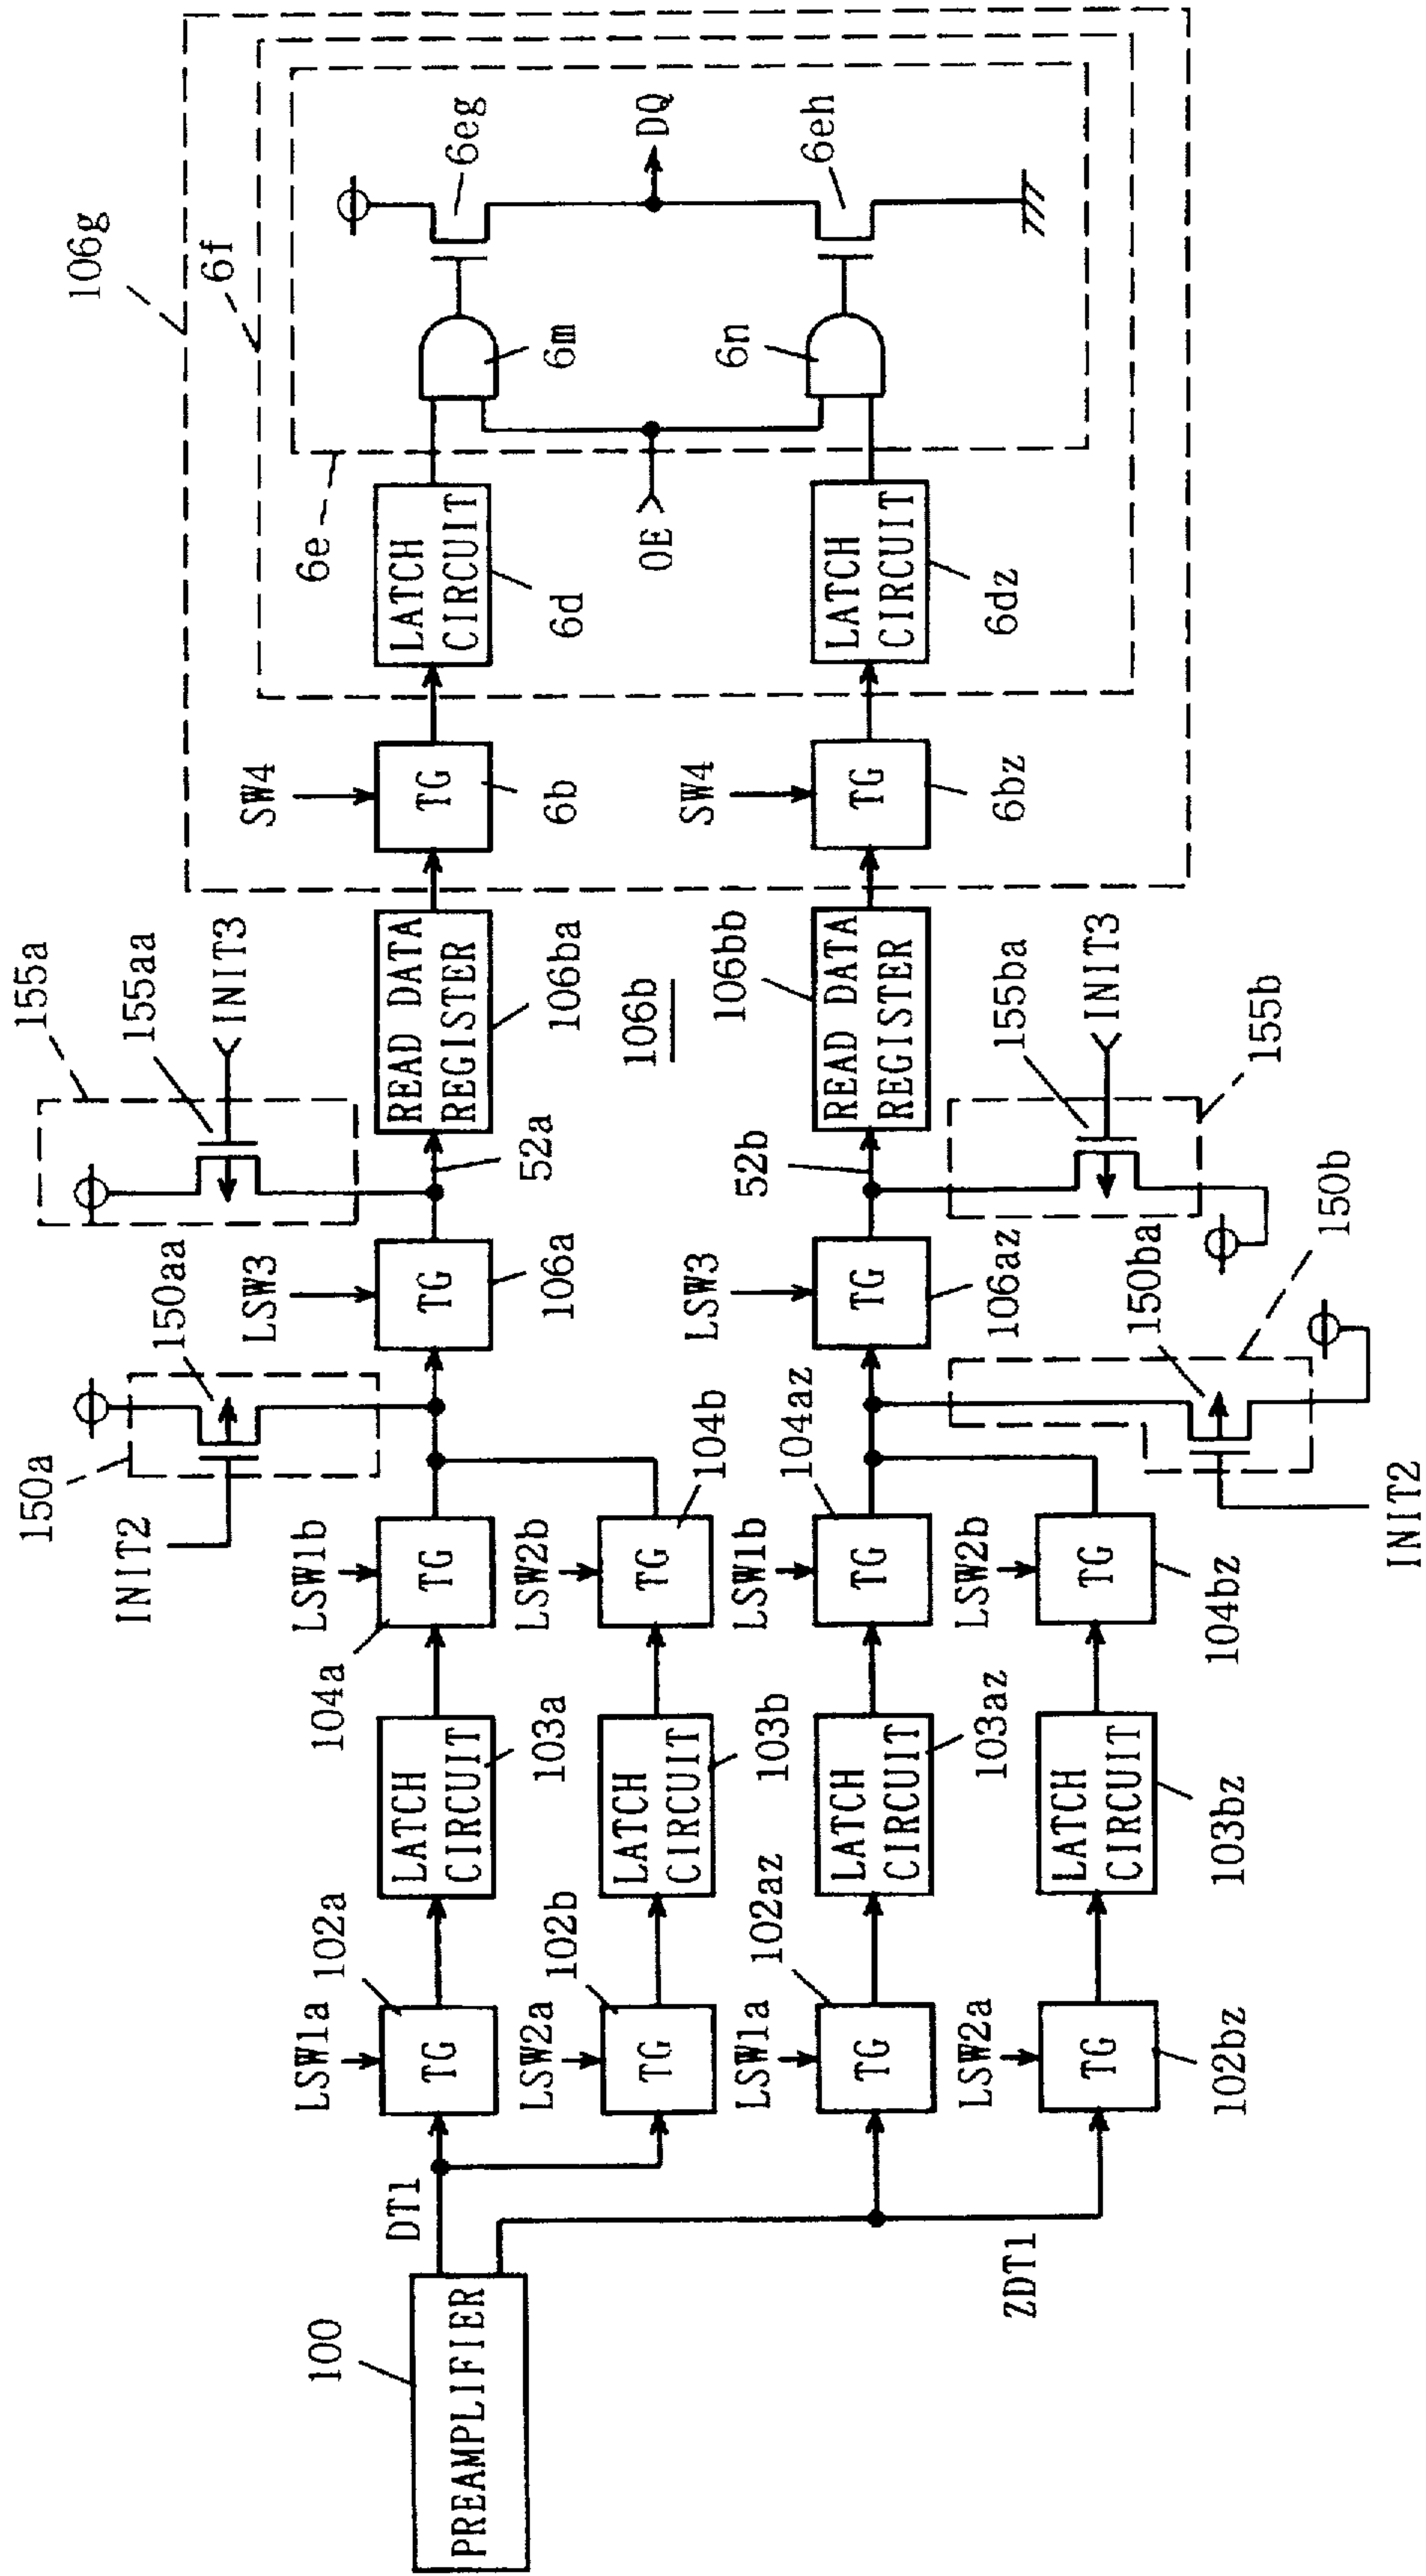 106g
6f
155a
155aa
INIT3
150a
150aa
INIT2
6eg
DQ
6eh
6m
6n
6e
OE
SW4
LSW3
LSW1b
LSW1a
102a
104a
LATCH
CIRCUIT
6d
TG
6b
READ DATA
REGISTER
106ba
52a
TG
106a
TG
LATCH
CIRCUIT
103a
TG
DT1
100
PREAMPLIFIER
106b
LSW2b
TG
104b
LATCH
CIRCUIT
103b
LSW2a
102b
TG
SW4
LSW3
LSW1b
104az
LSW1a
102az
LATCH
CIRCUIT
6dz
TG
6bz
106bb
READ DATA
REGISTER
52b
TG
106az
TG
LATCH
CIRCUIT
103az
TG
LSW2b
TG
104bz
LATCH
CIRCUIT
103bz
LSW2a
TG
102bz
ZDT1
155ba
INIT3
155b
150ba
150b
INIT2